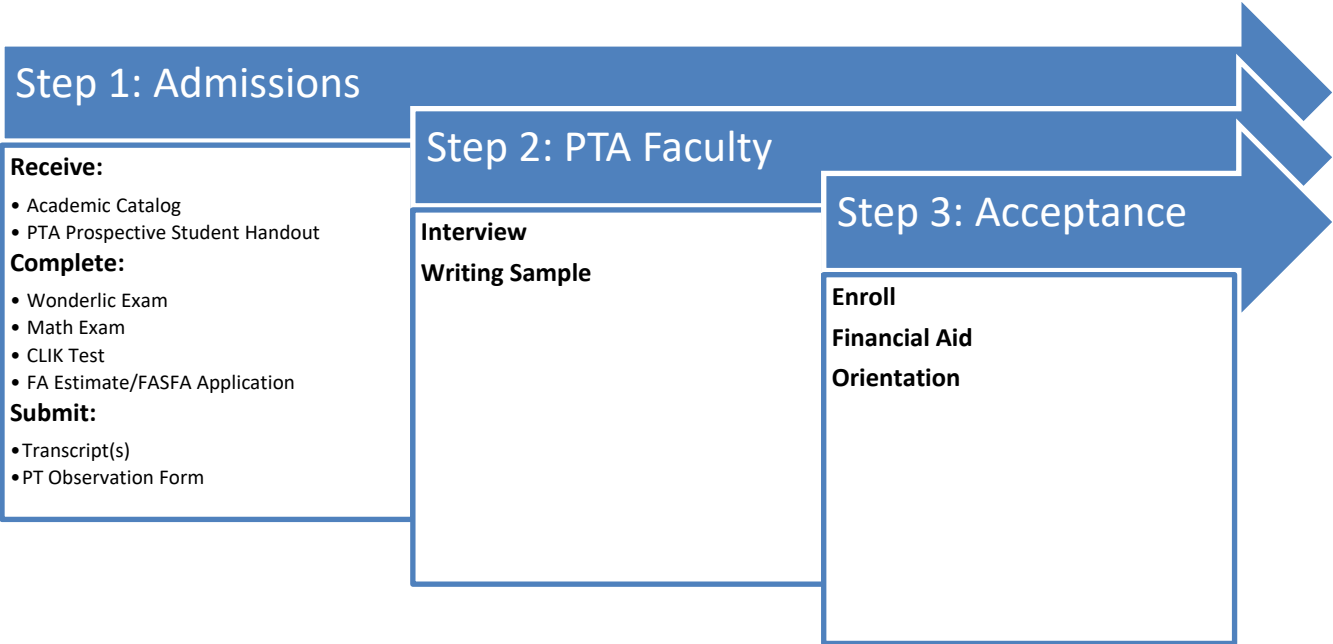 Step 1: Admissions
Receive:
• Academic Catalog
• PTA Prospective Student Handout
Complete:
• Wonderlic Exam
• Math Exam
• CLIK Test
• FA Estimate/FASFA Application
Submit:
•Transcript(s)
•PT Observation Form
Step 2: PTA Faculty
Interview
Writing Sample
Step 3: Acceptance
Enroll
Financial Aid
Orientation